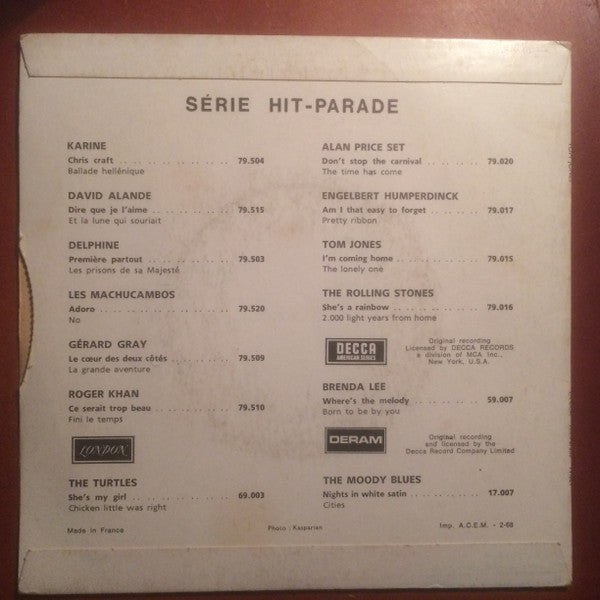 SÉRIE HIT-PARADE
KARINE
Chris craft .. .. .. .. .. .. .. .. 79.504
Ballade hellénique
DAVID ALANDE
Dire que je l'aime .. .. .. .. .. 79.515
Et la lune qui souriait
DELPHINE
Première partout .. .. .. .. .. 79.503
Les prisons de sa Majesté
LES MACHUCAMBOS
Adoro .. .. .. .. .. .. .. .. .. 79.520
No
GÉRARD GRAY
Le cœur des deux côtés .. .. .. .. 79.509
La grande aventure
ROGER KHAN
Ce serait trop beau .. .. .. .. .. 79.510
Fini le temps
LONDON
THE TURTLES
She's my girl .. .. .. .. .. .. .. 69.003
Chicken little was right
ALAN PRICE SET
Don't stop the carnival .. .. .. .. 79.020
The time has come
ENGELBERT HUMPERDINCK
Am I that easy to forget .. .. .. .. 79.017
Pretty ribbon
TOM JONES
I'm coming home .. .. .. .. .. .. 79.015
The lonely one
THE ROLLING STONES
She's a rainbow .. .. .. .. .. .. 79.016
2.000 light years from home
DECCA
AMERICAN SERIES
Original recording
Licensed by DECCA RECORDS
a division of MCA Inc.,
New York, U.S.A.
BRENDA LEE
Where's the melody .. .. .. .. .. 59.007
Born to be by you
DERAM
Original recording
and licensed by the
Decca Record Company Limited
THE MOODY BLUES
Nights in white satin .. .. .. .. .. 17.007
Cities
Made in France
Photo : Kasparian
Imp. A.C.E.M. - 2-68